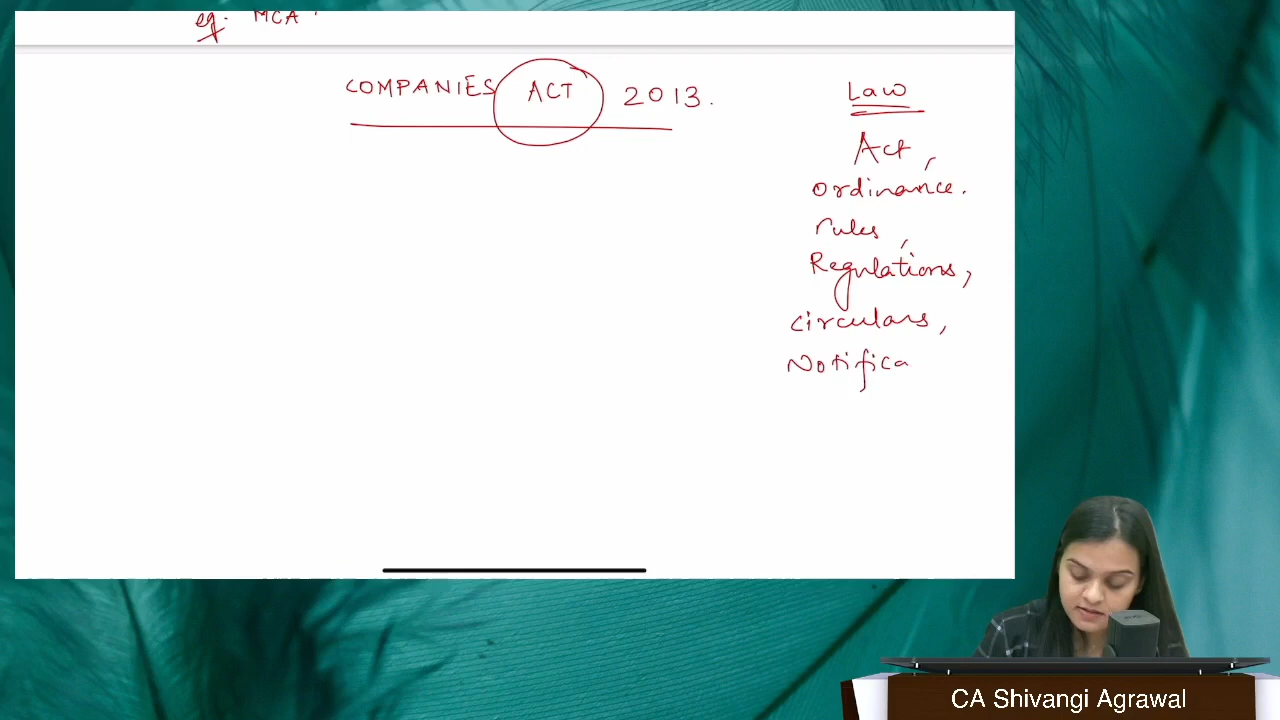 eg. MCA.
COMPANIES ACT 2013.
Law
Act,
Ordinance.
rules,
Regulations,
circulars,
Notifica
CA Shivangi Agrawal